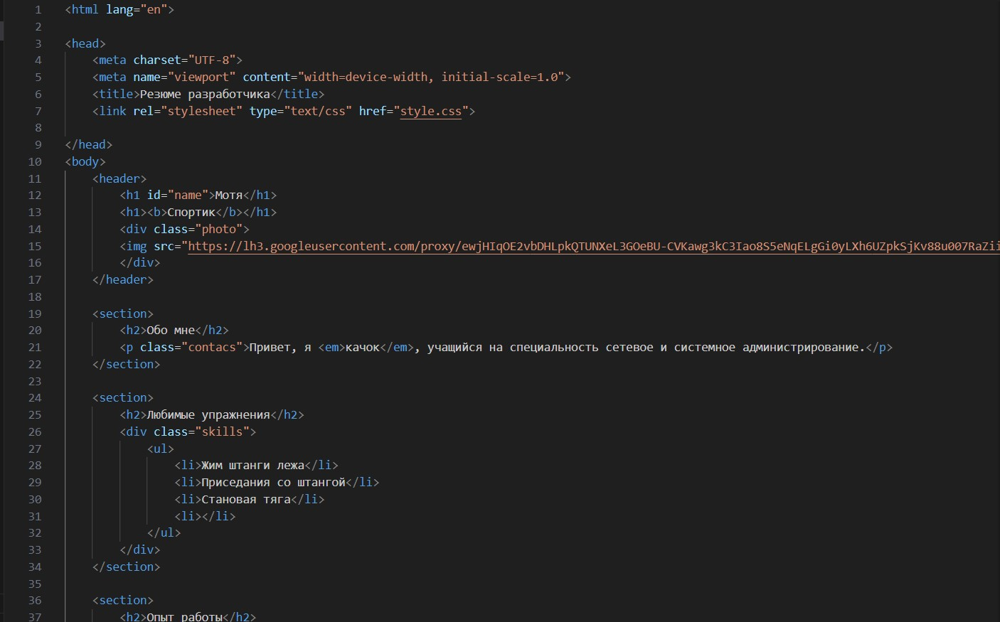 1 <html lang="en">
2
3 <head>
4 <meta charset="UTF-8">
5 <meta name="viewport" content="width=device-width, initial-scale=1.0">
6 <title>Резюме разработчика</title>
7 <link rel="stylesheet" type="text/css" href="style.css">
8
9 </head>
10 <body>
11 <header>
12 <h1 id="name">Мотя</h1>
13 <h1><b>Спортик</b></h1>
14 <div class="photo">
15 <img src="https://lh3.googleusercontent.com/proxy/ewjHIqOE2vbDHLpkQTUNXeL3GOeBU-CVKawg3kC3Iao8S5eNqELgGi0yLXh6UZpkSjKv88u007RaZii
16 </div>
17 </header>
18
19 <section>
20 <h2>Обо мне</h2>
21 <p class="contacs">Привет, я <em>качок</em>, учащийся на специальность сетевое и системное администрирование.</p>
22 </section>
23
24 <section>
25 <h2>Любимые упражнения</h2>
26 <div class="skills">
27 <ul>
28 <li>Жим штанги лежа</li>
29 <li>Приседания со штангой</li>
30 <li>Становая тяга</li>
31 <li></li>
32 </ul>
33 </div>
34 </section>
35
36 <section>
37 <h2>Опыт работы</h2>